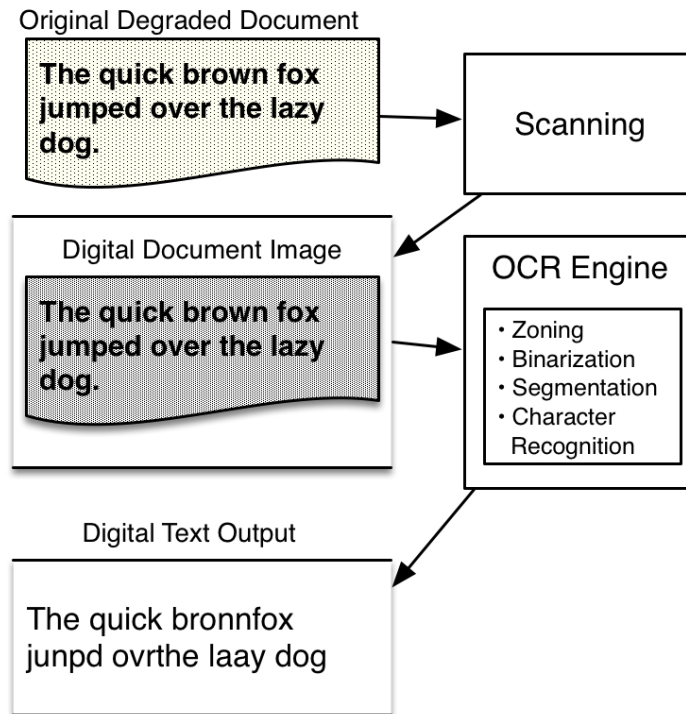 Original Degraded Document
The quick brown fox
jumped over the lazy
dog.
Scanning
Digital Document Image
The quick brown fox
jumped over the lazy
dog.
OCR Engine
• Zoning
• Binarization
• Segmentation
• Character
Recognition
Digital Text Output
The quick bronnfox
junpd ovrthe laay dog